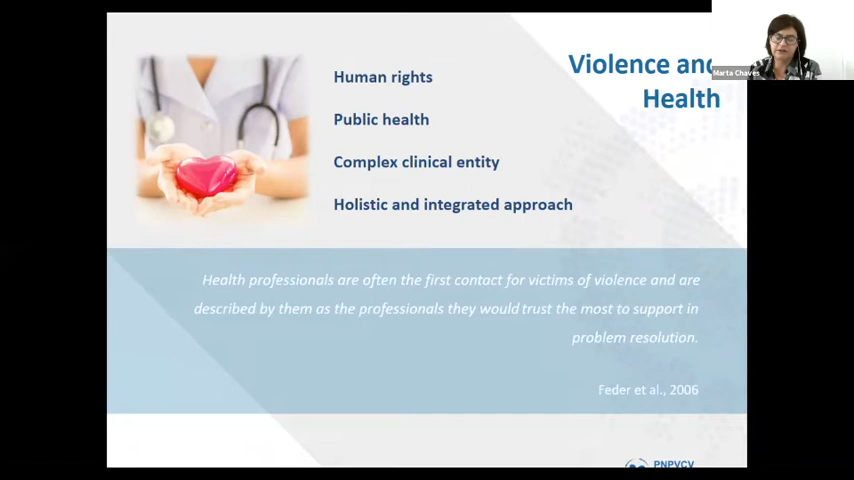 Violence and
Health
Marta Chaves
Human rights
Public health
Complex clinical entity
Holistic and integrated approach
Health professionals are often the first contact for victims of violence and are
described by them as the professionals they would trust the most to support in
problem resolution.
Feder et al., 2006
PNPVCV